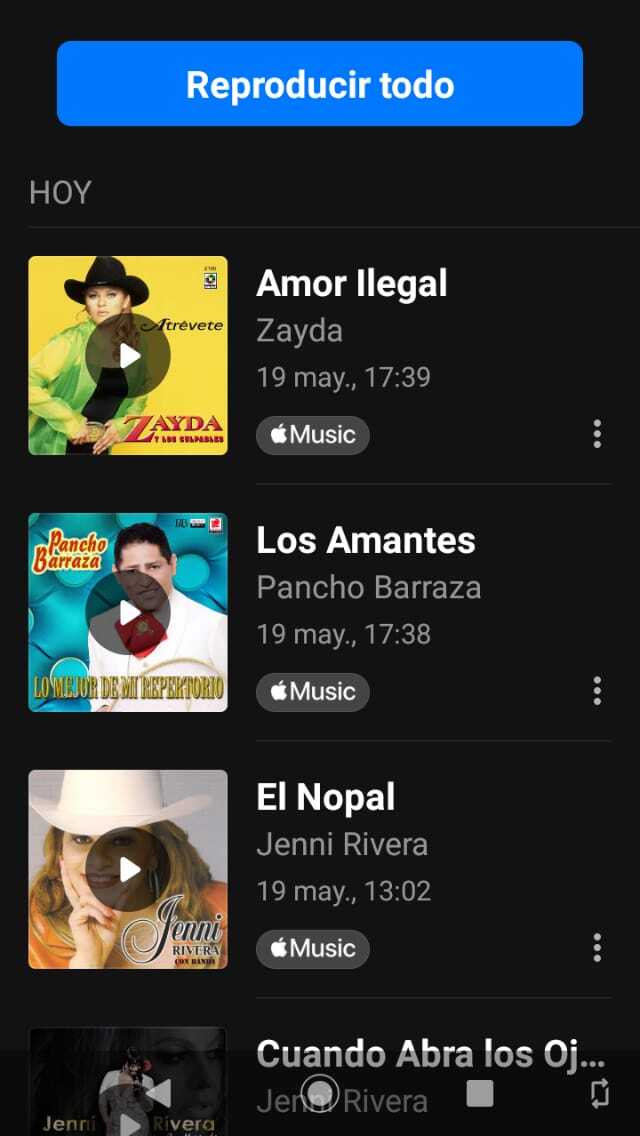 Reproducir todo
HOY
Atrévete
ZAYDA
Y LOS CULPABLES
Amor Ilegal
Zayda
19 may., 17:39
Music
Pancho
Barraza
LO MEJOR DE MI REPERTORIO
Los Amantes
Pancho Barraza
19 may., 17:38
Music
Jenni
RIVERA
CON BANDA
El Nopal
Jenni Rivera
19 may., 13:02
Music
Jenni Rivera
Cuando Abra los Oj...
Jenni Rivera